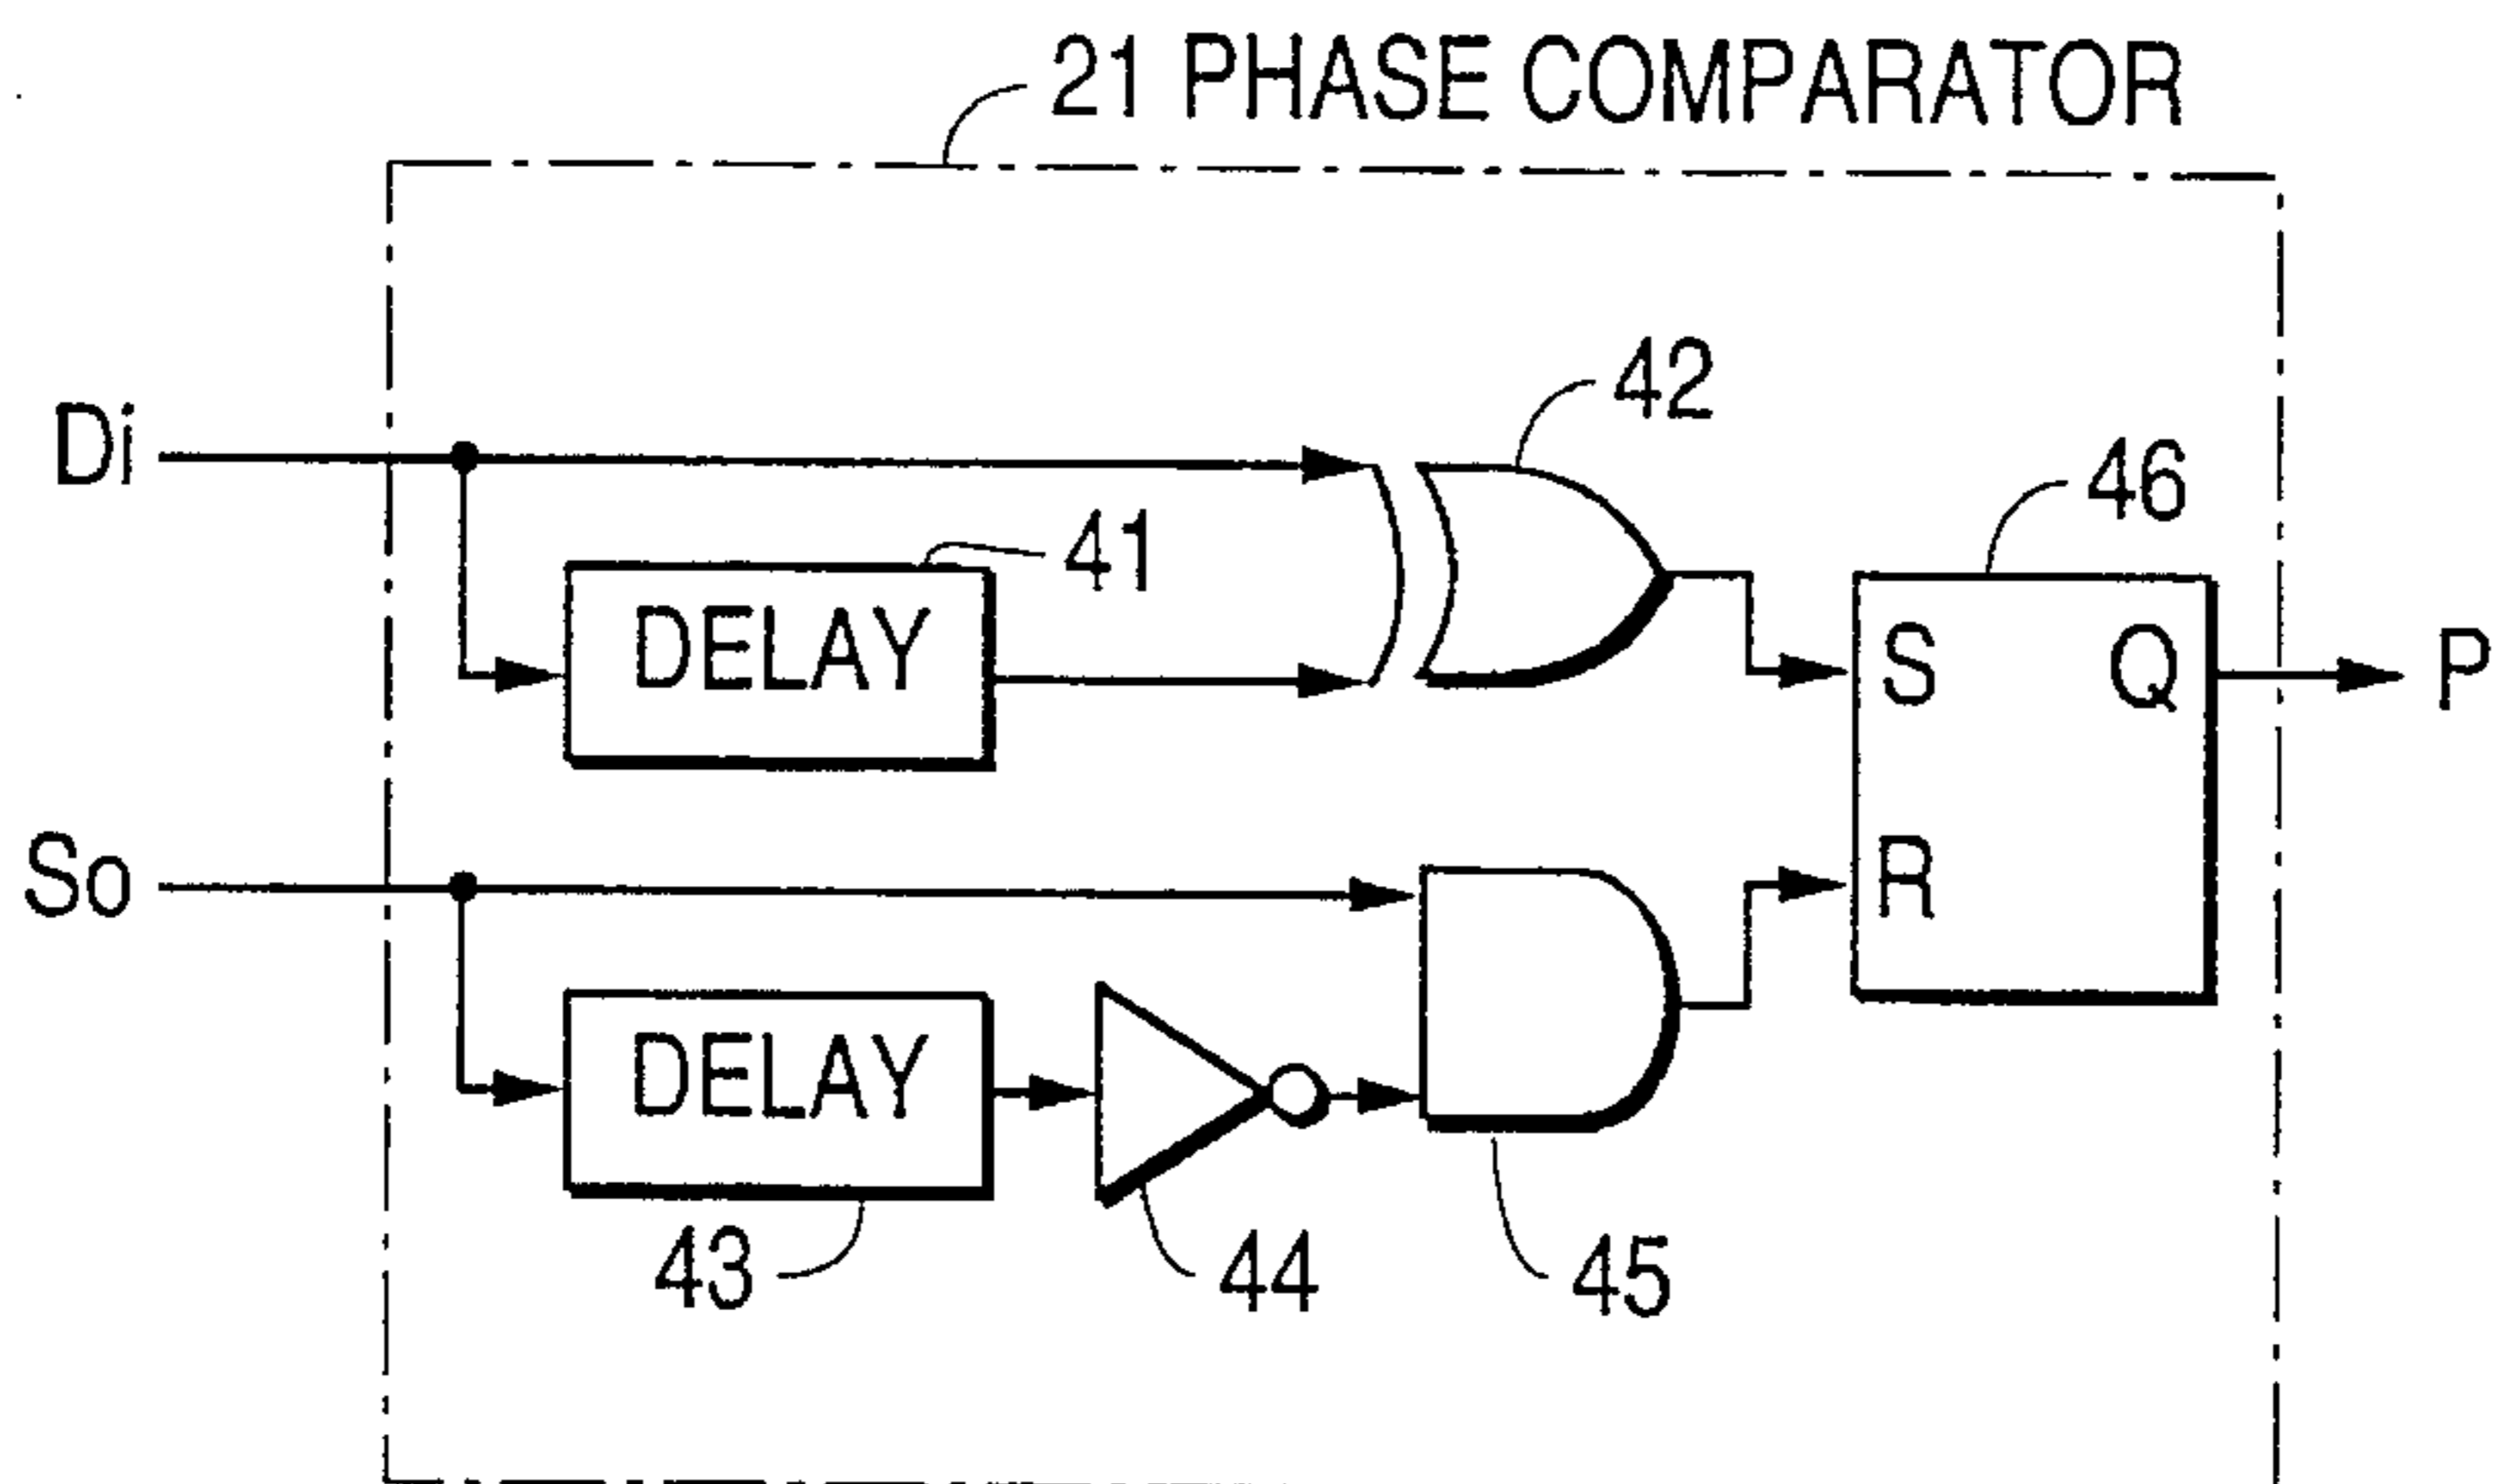 21 PHASE COMPARATOR
42
46
Di
41
DELAY
S
Q
P
So
R
DELAY
43
44
45